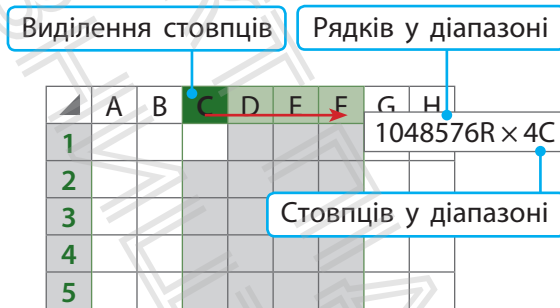 Виділення стовпців
Рядків у діапазоні
A B C D E F G H
1048576R × 4C
1
2
Стовпців у діапазоні
3
4
5